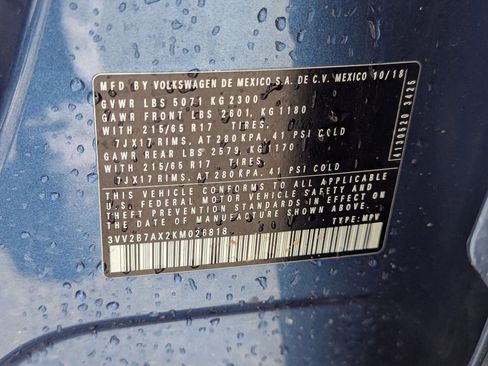 MFD BY VOLKSWAGEN DE MEXICO S.A. DE C.V. MEXICO 10/18
GVWR LBS 5071 KG 2300
GAWR FRONT LBS 2601, KG 1180
WITH 215/65 R17 TIRES.
7JX17 RIMS, AT 280 KPA, 41 PSI COLD
GAWR REAR LBS 2579, KG 1170
WITH 215/65 R17 TIRES.
7JX17 RIMS, AT 280 KPA, 41 PSI COLD
THIS VEHICLE CONFORMS TO ALL APPLICABLE
U.S. FEDERAL MOTOR VEHICLE SAFETY AND
THEFT PREVENTION STANDARDS IN EFFECT ON
THE DATE OF MANUFACTURE SHOWN ABOVE.
3VV2B7AX2KM026818 TYPE: MPV
4130520 3426